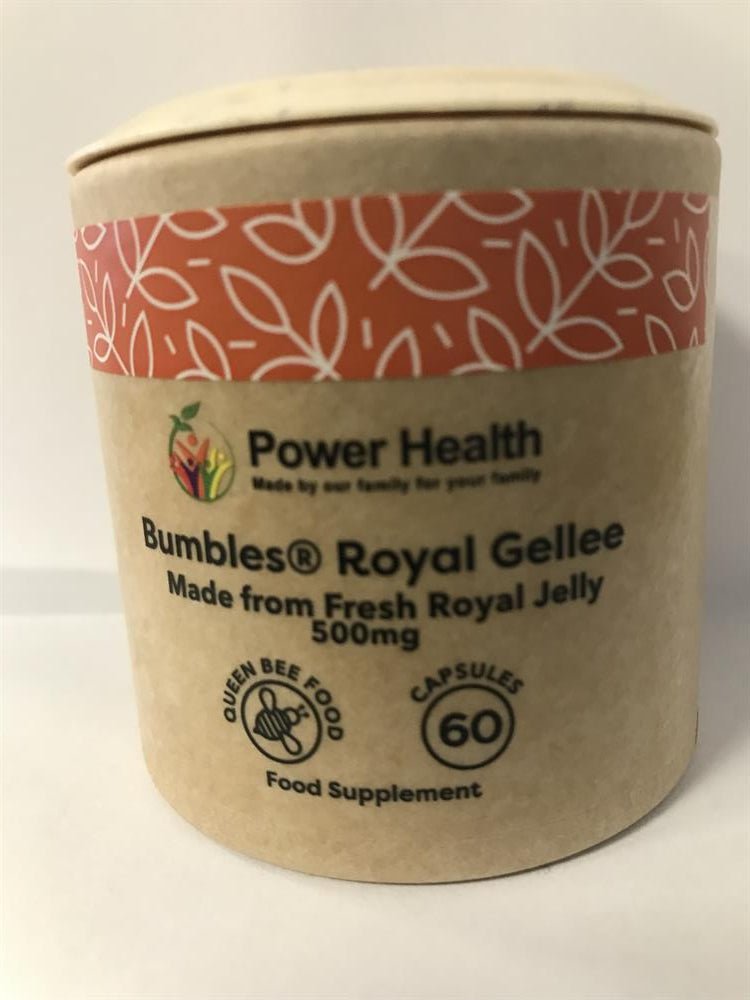 Power Health
Made by our family for your family
Bumbles® Royal Gellee
Made from Fresh Royal Jelly
500mg
QUEEN BEE FOOD
CAPSULES
60
Food Supplement